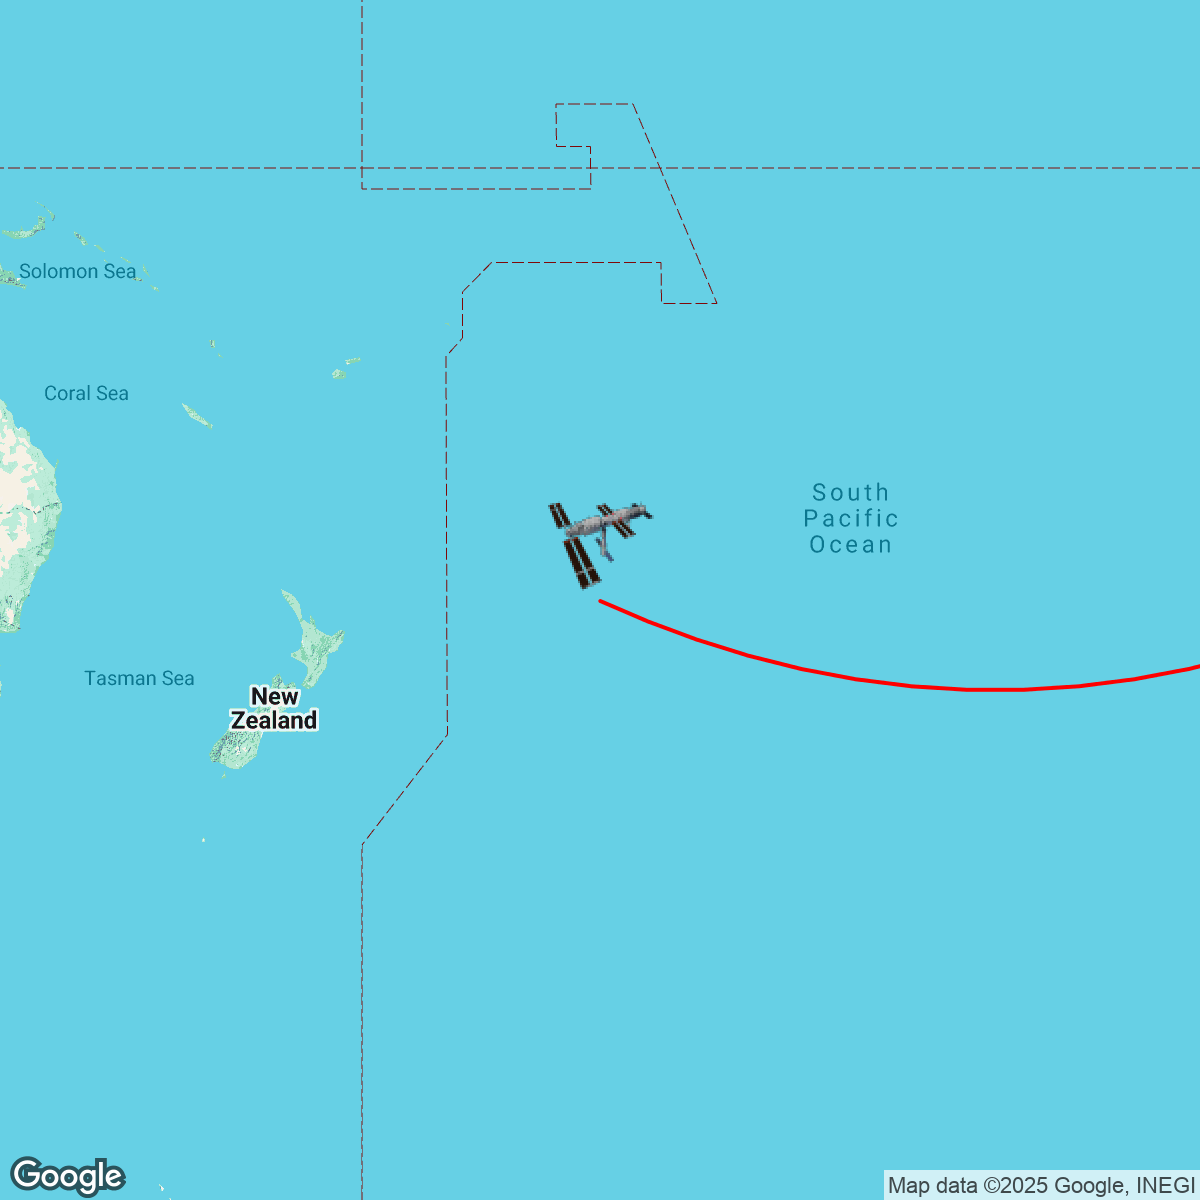 Solomon Sea
Coral Sea
South
Pacific
Ocean
Tasman Sea
New
Zealand
Google
Map data ©2025 Google, INEGI